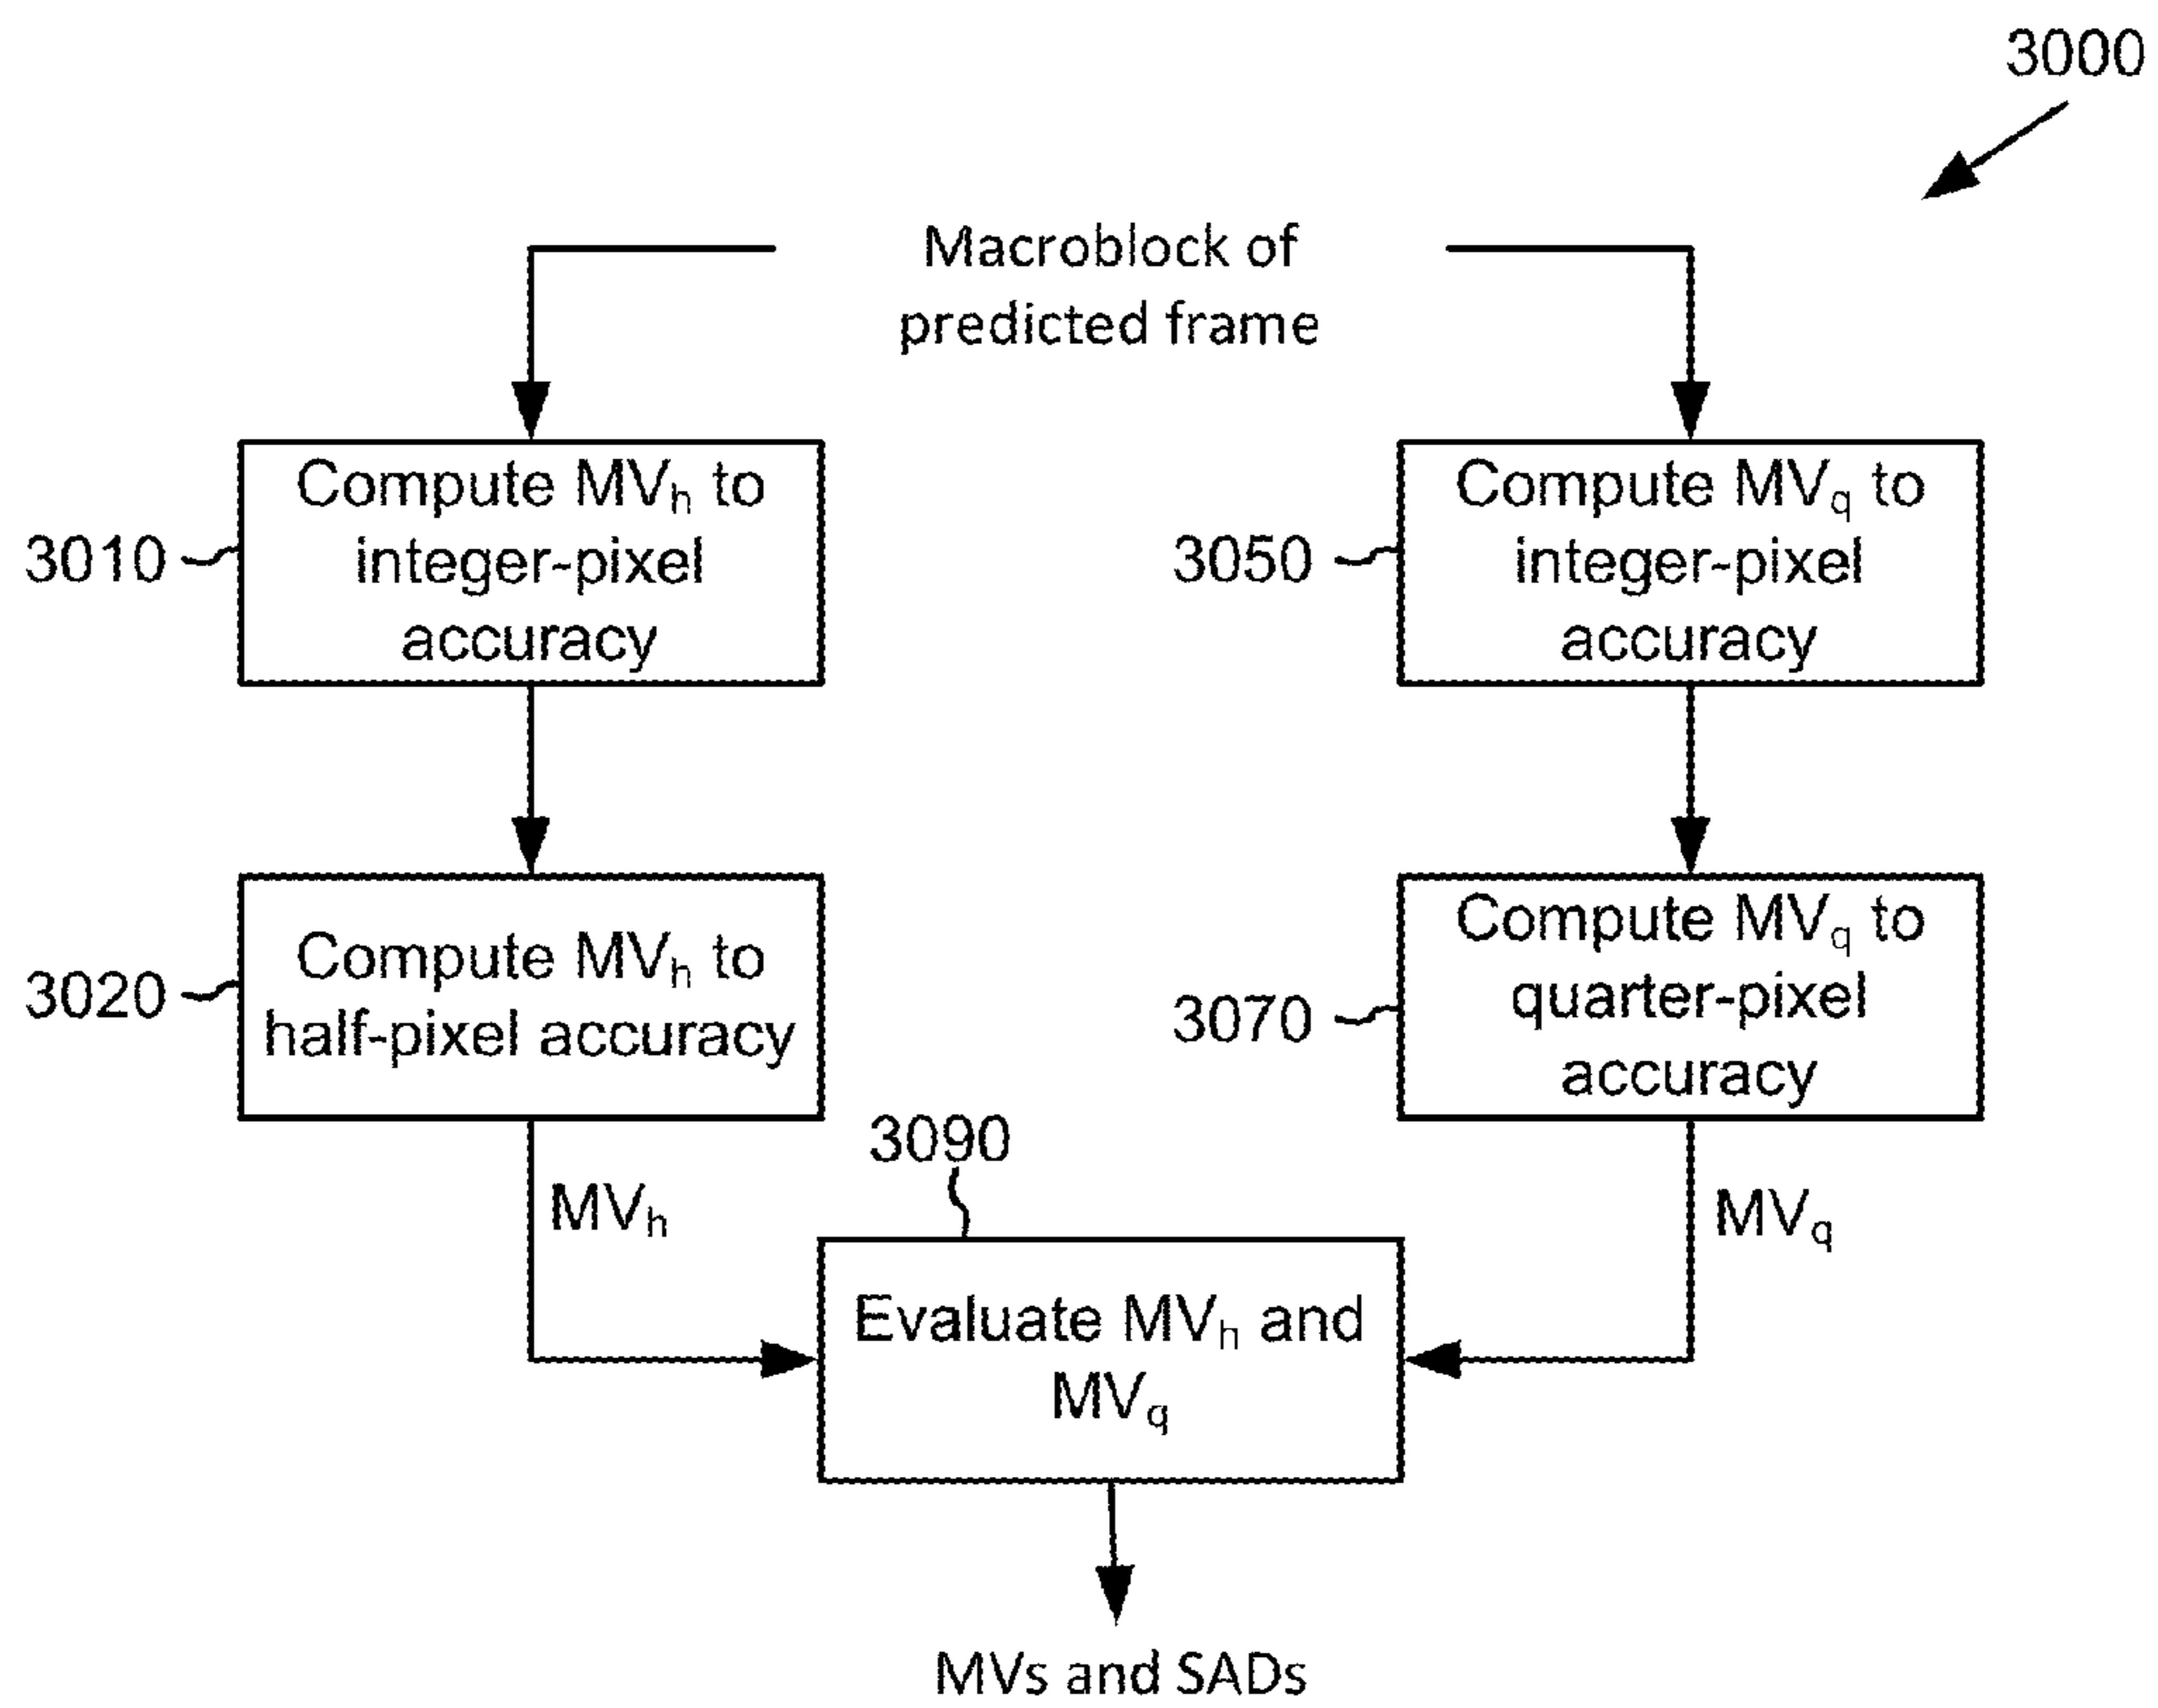 3000
Macroblock of
predicted frame
Compute MVh to
integer-pixel
accuracy
3010
Compute MVq to
integer-pixel
accuracy
3050
Compute MVh to
half-pixel accuracy
3020
Compute MVq to
quarter-pixel
accuracy
3070
3090
MVh
MVq
Evaluate MVh and
MVq
MVs and SADs